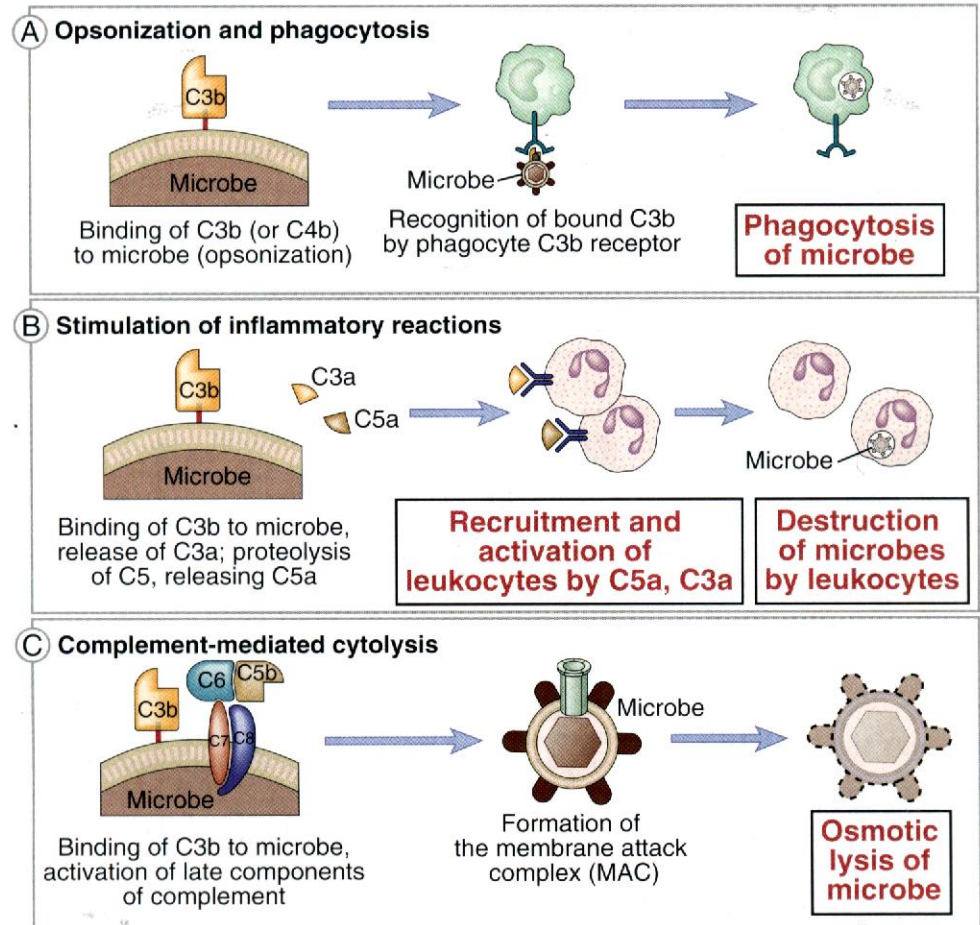 A Opsonization and phagocytosis
C3b
Microbe
Binding of C3b (or C4b)
to microbe (opsonization)
Microbe
Recognition of bound C3b
by phagocyte C3b receptor
Phagocytosis
of microbe
B Stimulation of inflammatory reactions
C3b
C3a
C5a
Microbe
Binding of C3b to microbe,
release of C3a; proteolysis
of C5, releasing C5a
Recruitment and
activation of
leukocytes by C5a, C3a
Microbe
Destruction
of microbes
by leukocytes
C Complement-mediated cytolysis
C3b
C6
C5b
C7
C8
Microbe
Binding of C3b to microbe,
activation of late components
of complement
Microbe
Formation of
the membrane attack
complex (MAC)
Osmotic
lysis of
microbe